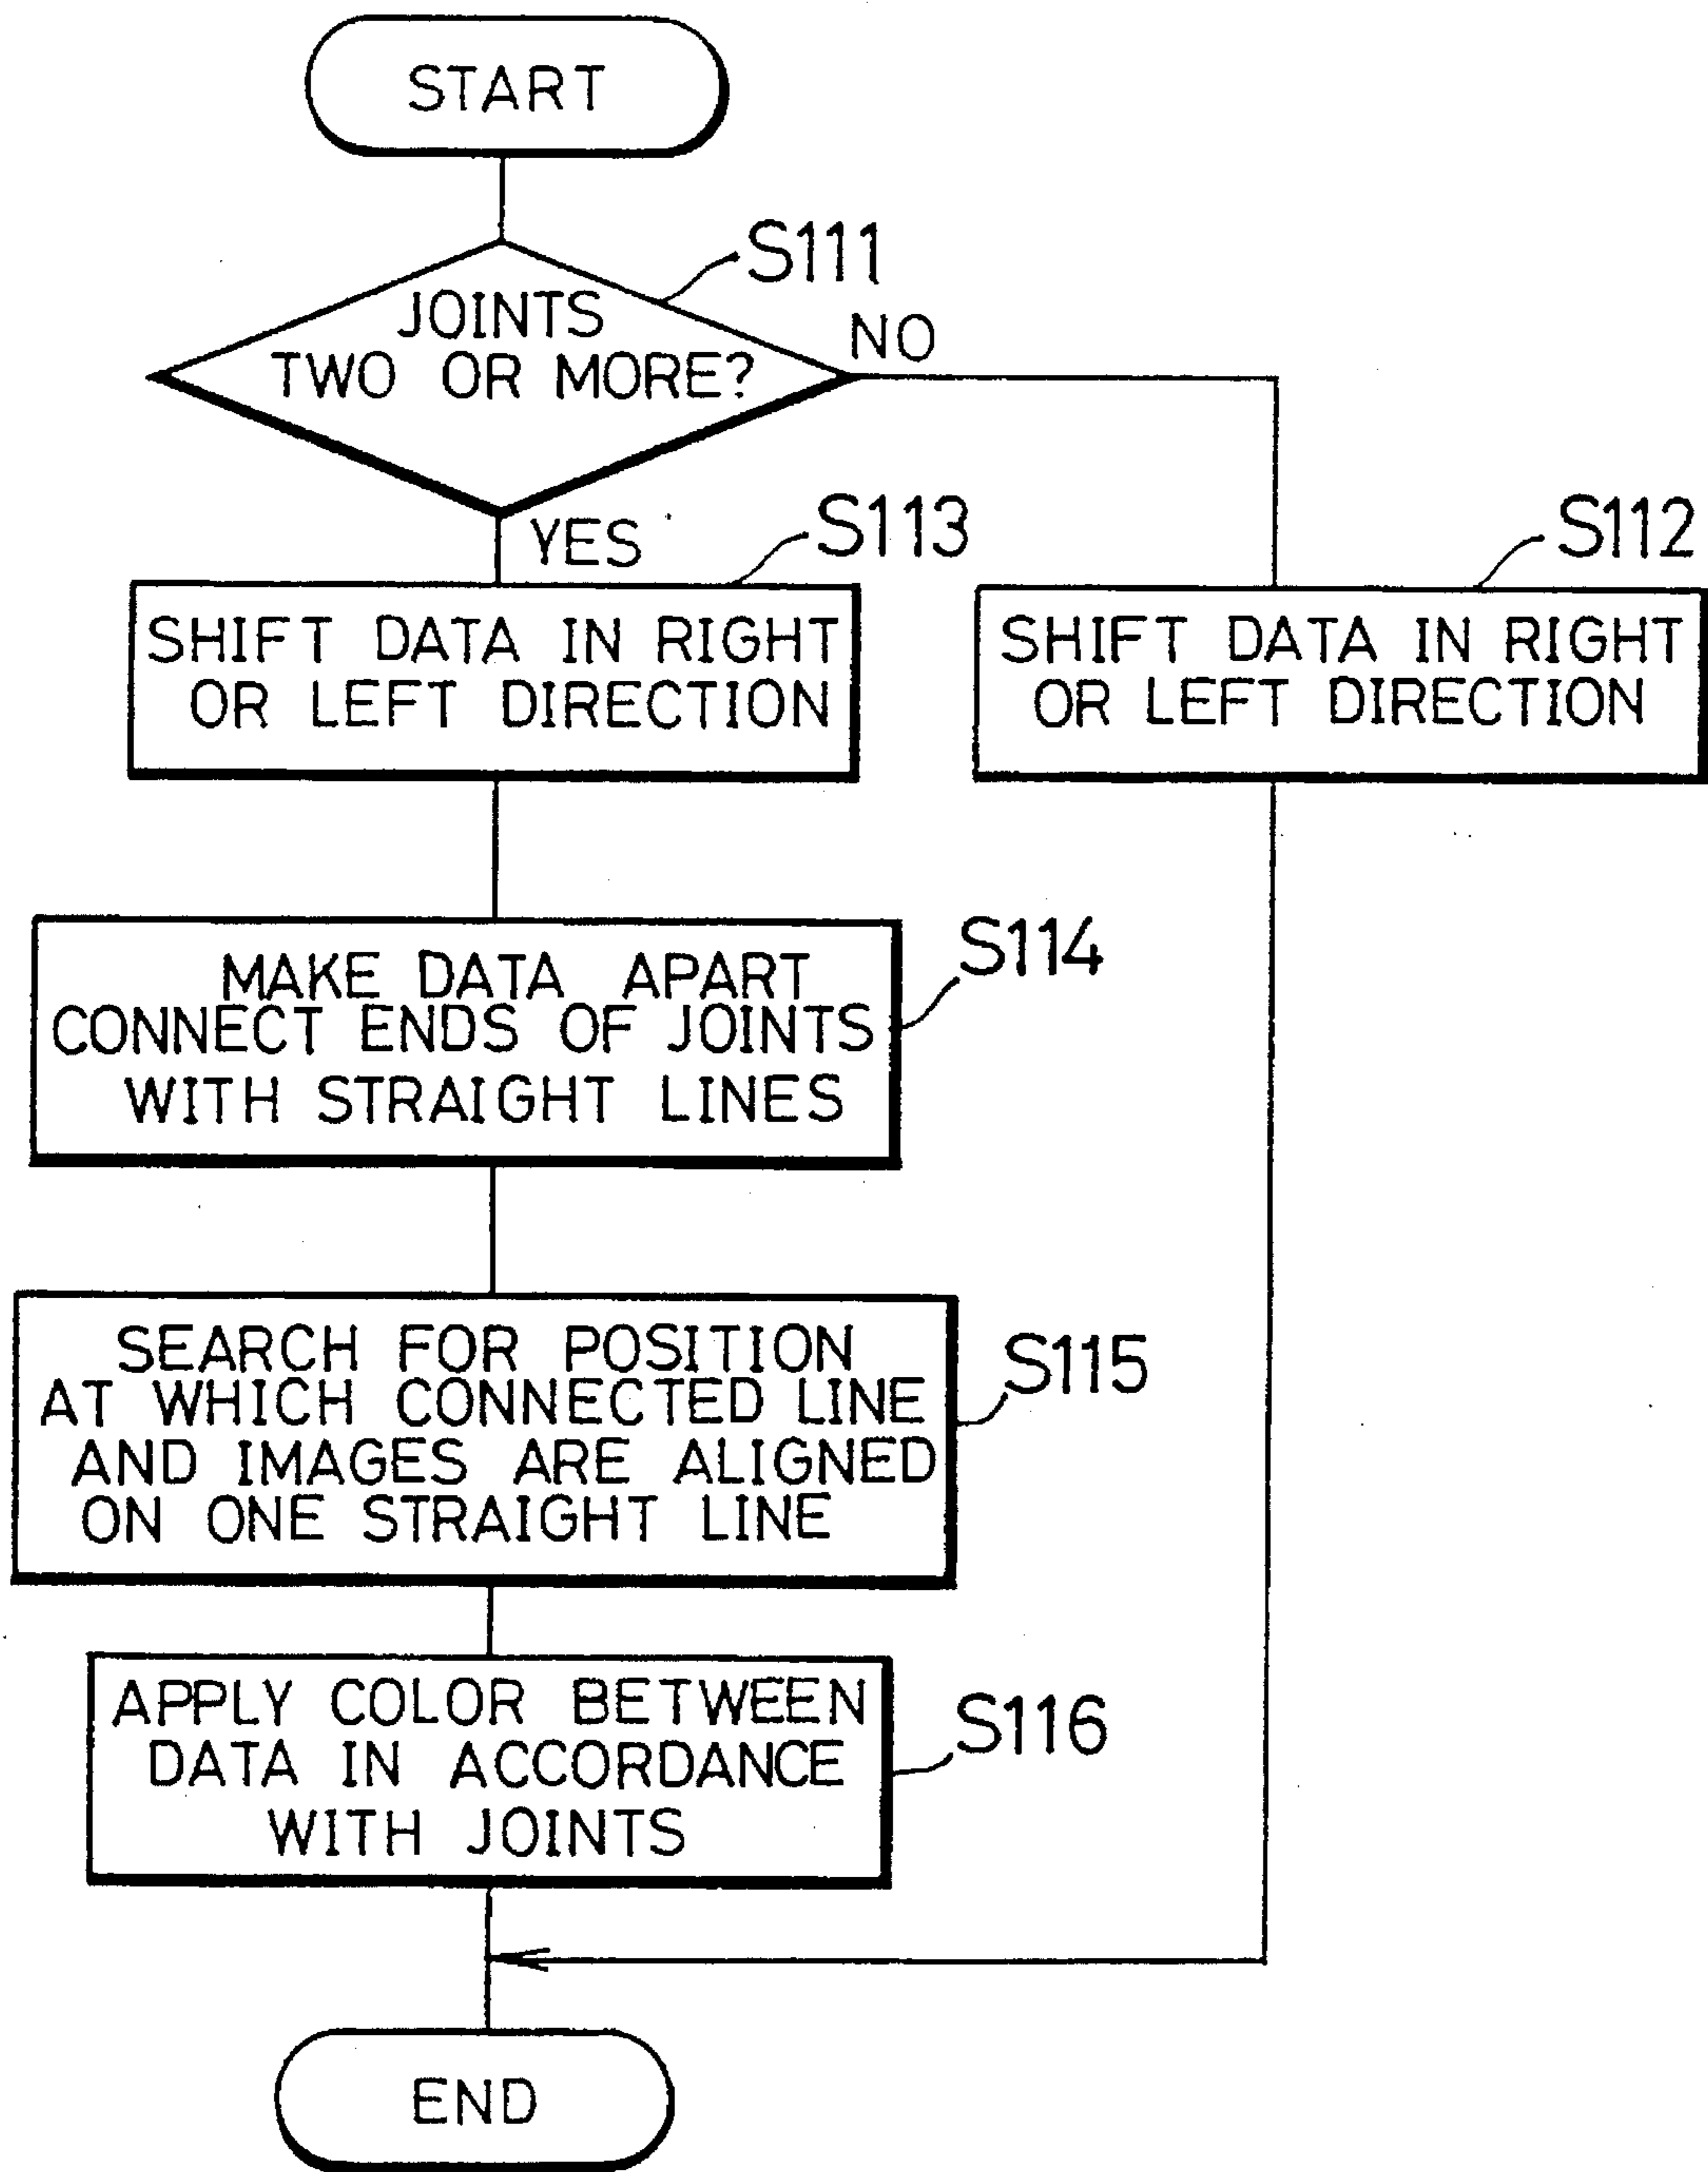 START
S111
JOINTS
TWO OR MORE?
NO
YES
S113
SHIFT DATA IN RIGHT
OR LEFT DIRECTION
S112
SHIFT DATA IN RIGHT
OR LEFT DIRECTION
S114
MAKE DATA APART
CONNECT ENDS OF JOINTS
WITH STRAIGHT LINES
S115
SEARCH FOR POSITION
AT WHICH CONNECTED LINE
AND IMAGES ARE ALIGNED
ON ONE STRAIGHT LINE
S116
APPLY COLOR BETWEEN
DATA IN ACCORDANCE
WITH JOINTS
END